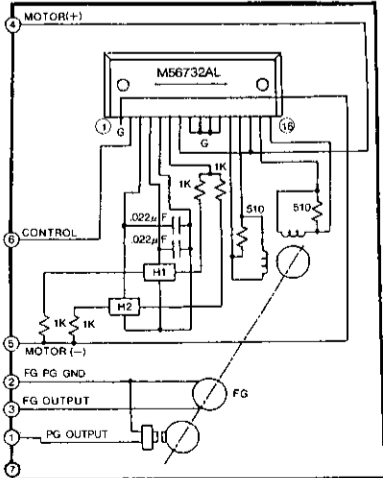 4 MOTOR(+)
M56732AL
1
G
G
16
1K
1K
.022μF
.022μF
510
510
6 CONTROL
H1
H2
1K
1K
5
MOTOR (−)
2 FG PG GND
3 FG OUTPUT
FG
1 PG OUTPUT
7